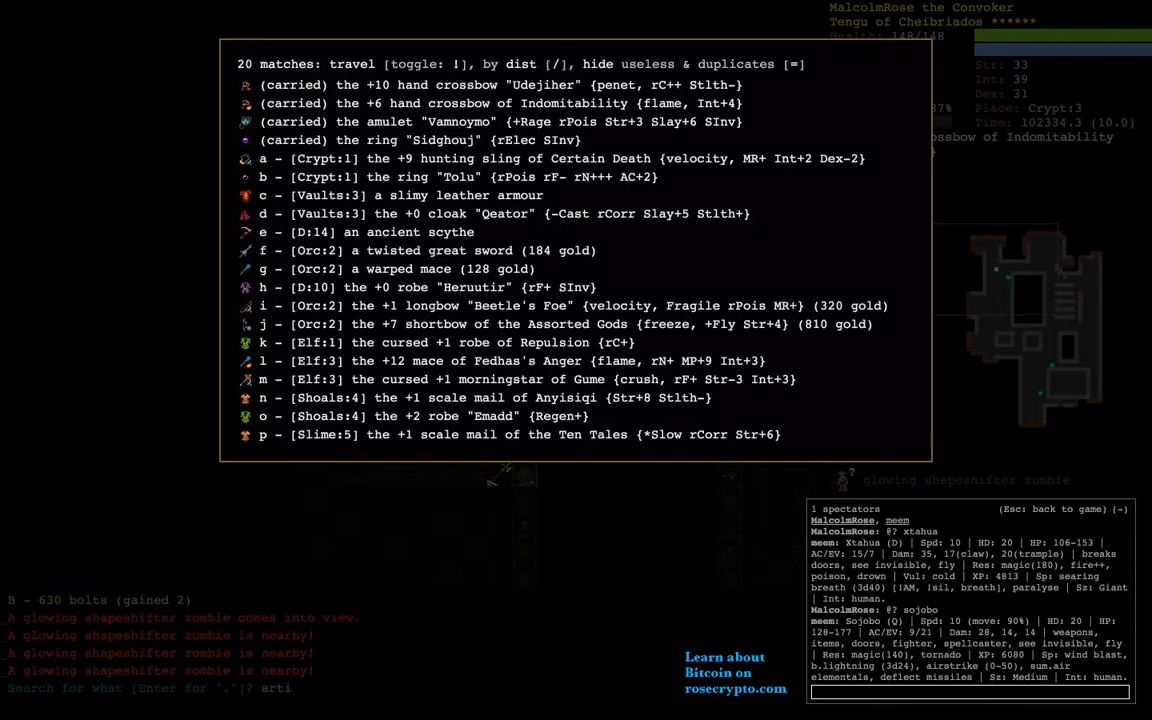 MalcolmRose the Convoker
Tengu of Cheibriados ******
Health: 148/148
Str: 33
Int: 39
Dex: 31
37% Place: Crypt:3
Time: 102334.3 (10.0)
ossbow of Indomitability
20 matches: travel [toggle: !], by dist [/], hide useless & duplicates [=]
(carried) the +10 hand crossbow "Udejiher" {penet, rC++ Stlth-}
(carried) the +6 hand crossbow of Indomitability {flame, Int+4}
(carried) the amulet "Vamnoymo" {+Rage rPois Str+3 Slay+6 SInv}
(carried) the ring "Sidghouj" {rElec SInv}
a - [Crypt:1] the +9 hunting sling of Certain Death {velocity, MR+ Int+2 Dex-2}
b - [Crypt:1] the ring "Tolu" {rPois rF- rN+++ AC+2}
c - [Vaults:3] a slimy leather armour
d - [Vaults:3] the +0 cloak "Qeator" {-Cast rCorr Slay+5 Stlth+}
e - [D:14] an ancient scythe
f - [Orc:2] a twisted great sword (184 gold)
g - [Orc:2] a warped mace (128 gold)
h - [D:10] the +0 robe "Heruutir" {rF+ SInv}
i - [Orc:2] the +1 longbow "Beetle's Foe" {velocity, Fragile rPois MR+} (320 gold)
j - [Orc:2] the +7 shortbow of the Assorted Gods {freeze, +Fly Str+4} (810 gold)
k - [Elf:1] the cursed +1 robe of Repulsion {rC+}
l - [Elf:3] the +12 mace of Fedhas's Anger {flame, rN+ MP+9 Int+3}
m - [Elf:3] the cursed +1 morningstar of Gume {crush, rF+ Str-3 Int+3}
n - [Shoals:4] the +1 scale mail of Anyisiqi {Str+8 Stlth-}
o - [Shoals:4] the +2 robe "Emadd" {Regen+}
p - [Slime:5] the +1 scale mail of the Ten Tales {*Slow rCorr Str+6}
? glowing shapeshifter zombie
1 spectators (Esc: back to game) (-)
MalcolmRose, meem
MalcolmRose: @? xtahua
meem: Xtahua (D) | Spd: 10 | HD: 20 | HP: 106-153 |
AC/EV: 15/7 | Dam: 35, 17(claw), 20(trample) | breaks
doors, see invisible, fly | Res: magic(180), fire++,
poison, drown | Vul: cold | XP: 4813 | Sp: searing
breath (3d40) [!AM, !sil, breath], paralyse | Sz: Giant
| Int: human.
MalcolmRose: @? sojobo
meem: Sojobo (Q) | Spd: 10 (move: 90%) | HD: 20 | HP:
128-177 | AC/EV: 9/21 | Dam: 28, 14, 14 | weapons,
items, doors, fighter, spellcaster, see invisible, fly
| Res: magic(140), tornado | XP: 6080 | Sp: wind blast,
b.lightning (3d24), airstrike (0-50), sum.air
elementals, deflect missiles | Sz: Medium | Int: human.
B - 630 bolts (gained 2)
_A glowing shapeshifter zombie comes into view.
_A glowing shapeshifter zombie is nearby!
_A glowing shapeshifter zombie is nearby!
_A glowing shapeshifter zombie is nearby!
Search for what [Enter for "."]? arti
Learn about
Bitcoin on
rosecrypto.com